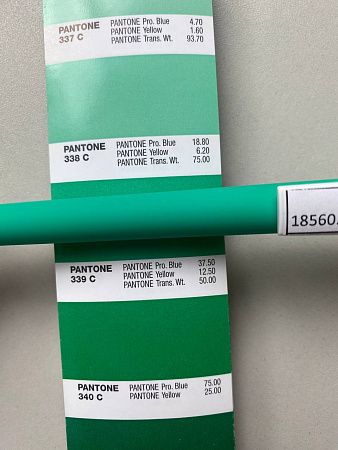 PANTONE PANTONE Pro. Blue 4.70
337 C PANTONE Yellow 1.60
PANTONE Trans. Wt. 93.70
PANTONE PANTONE Pro. Blue 18.80
338 C PANTONE Yellow 6.20
PANTONE Trans. Wt. 75.00
18560
PANTONE PANTONE Pro. Blue 37.50
339 C PANTONE Yellow 12.50
PANTONE Trans. Wt. 50.00
PANTONE PANTONE Pro. Blue 75.00
340 C PANTONE Yellow 25.00